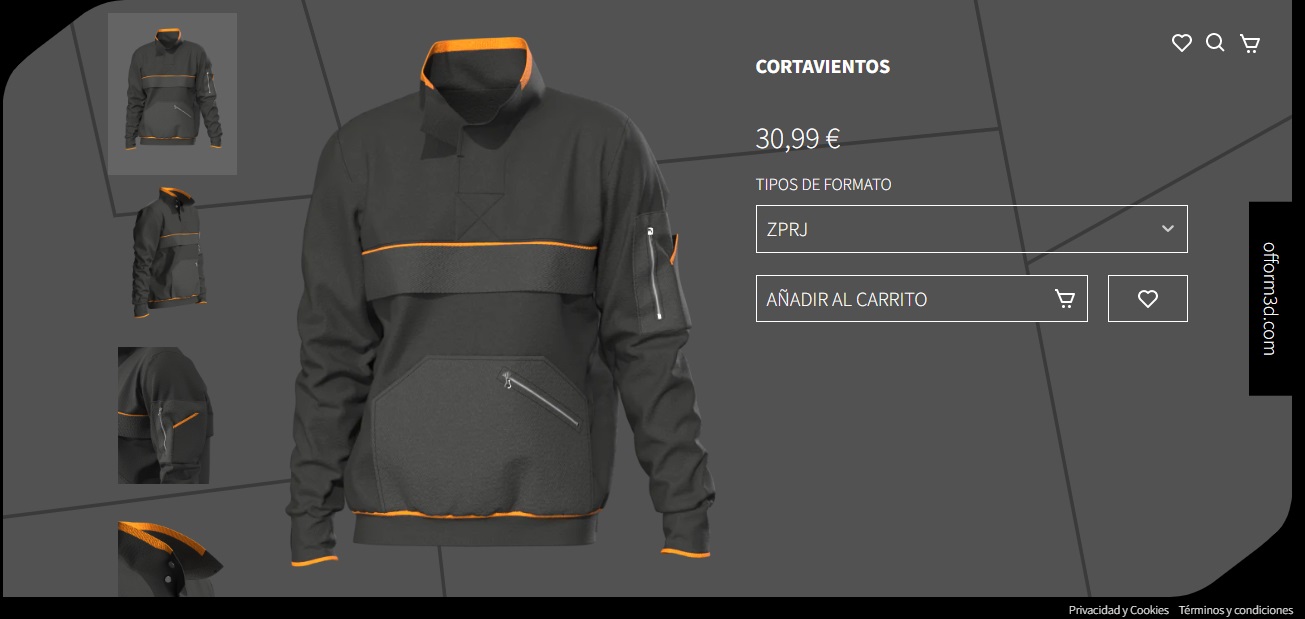 CORTAVIENTOS
30,99 €
TIPOS DE FORMATO
ZPRJ
AÑADIR AL CARRITO
ofform3d.com
Privacidad y Cookies
Términos y condiciones